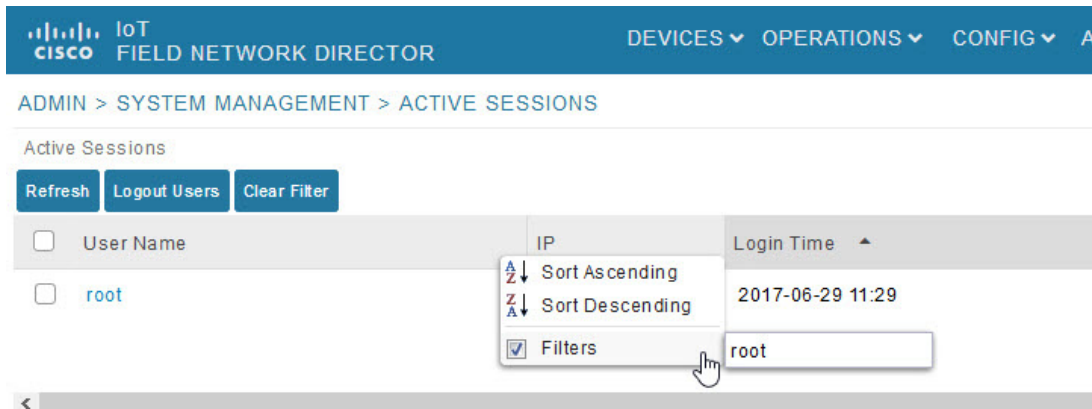 IoT
CISCO FIELD NETWORK DIRECTOR DEVICES OPERATIONS CONFIG A
ADMIN > SYSTEM MANAGEMENT > ACTIVE SESSIONS
Active Sessions
Refresh Logout Users Clear Filter
User Name IP Login Time
root 2017-06-29 11:29
A Z Sort Ascending
Z A Sort Descending
Filters root